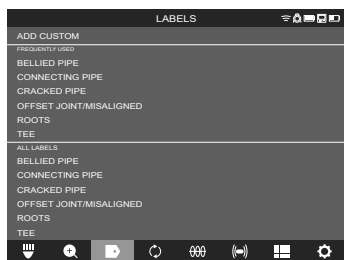 LABELS
ADD CUSTOM
FREQUENTLY USED
BELLIED PIPE
CONNECTING PIPE
CRACKED PIPE
OFFSET JOINT/MISALIGNED
ROOTS
TEE
ALL LABELS
BELLIED PIPE
CONNECTING PIPE
CRACKED PIPE
OFFSET JOINT/MISALIGNED
ROOTS
TEE